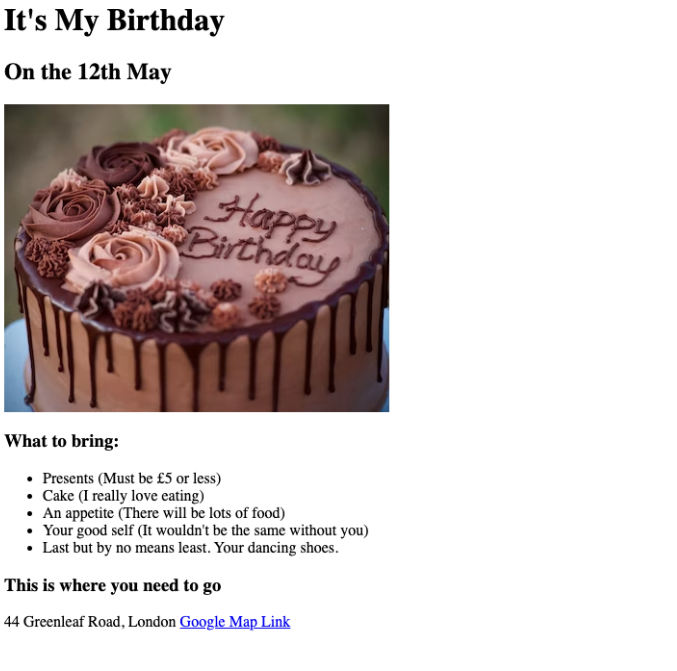 It's My Birthday
On the 12th May
Happy
Birthday
What to bring:
Presents (Must be £5 or less)
Cake (I really love eating)
An appetite (There will be lots of food)
Your good self (It wouldn't be the same without you)
Last but by no means least. Your dancing shoes.
This is where you need to go
44 Greenleaf Road, London Google Map Link